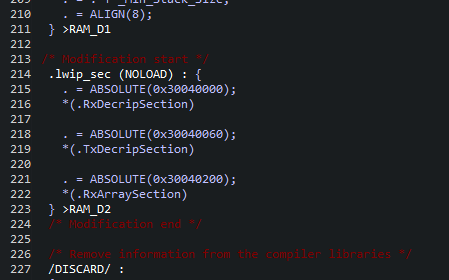 209 . = . + _Min_Stack_Size;
210 . = ALIGN(8);
211 } >RAM_D1
212
213 /* Modification start */
214 .lwip_sec (NOLOAD) : {
215 . = ABSOLUTE(0x30040000);
216 *(.RxDecripSection)
217
218 . = ABSOLUTE(0x30040060);
219 *(.TxDecripSection)
220
221 . = ABSOLUTE(0x30040200);
222 *(.RxArraySection)
223 } >RAM_D2
224 /* Modification end */
225
226 /* Remove information from the compiler libraries */
227 /DISCARD/ :